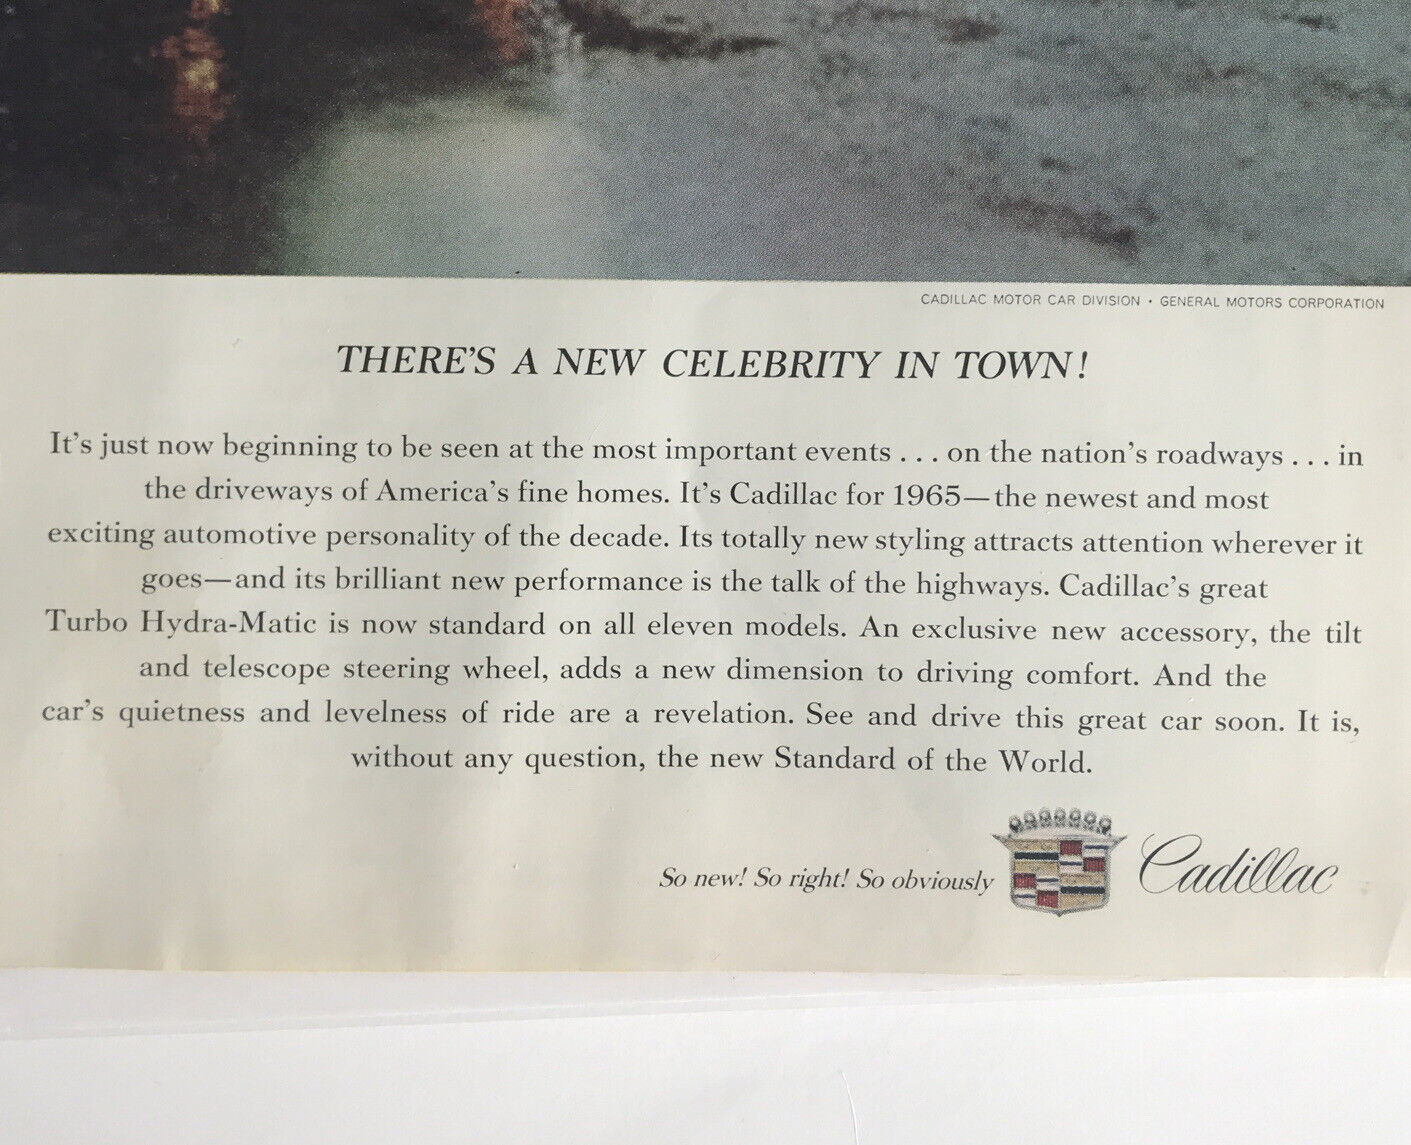 CADILLAC MOTOR CAR DIVISION • GENERAL MOTORS CORPORATION
THERE'S A NEW CELEBRITY IN TOWN!
It's just now beginning to be seen at the most important events . . . on the nation's roadways . . . in
the driveways of America's fine homes. It's Cadillac for 1965—the newest and most
exciting automotive personality of the decade. Its totally new styling attracts attention wherever it
goes—and its brilliant new performance is the talk of the highways. Cadillac's great
Turbo Hydra-Matic is now standard on all eleven models. An exclusive new accessory, the tilt
and telescope steering wheel, adds a new dimension to driving comfort. And the
car's quietness and levelness of ride are a revelation. See and drive this great car soon. It is,
without any question, the new Standard of the World.
So new! So right! So obviously Cadillac